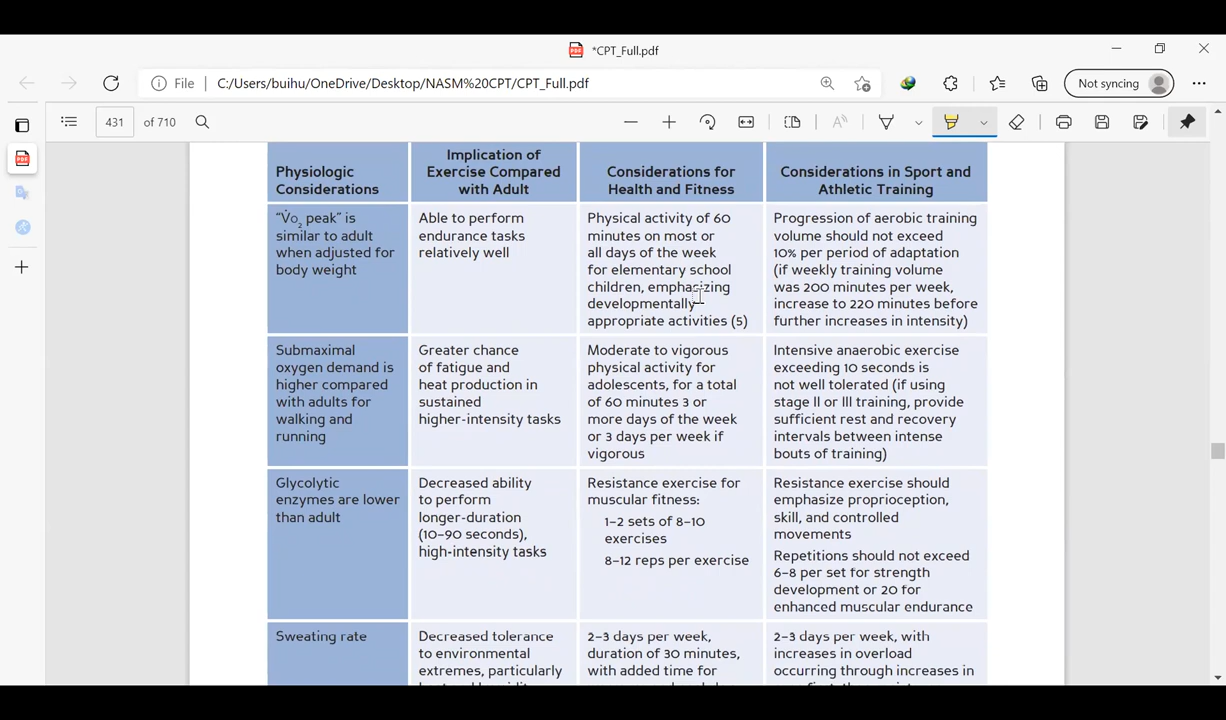 *CPT_Full.pdf
File
C:/Users/buihu/OneDrive/Desktop/NASM%20CPT/CPT_Full.pdf
Not syncing
431 of 710
Physiologic
Considerations
Implication of
Exercise Compared
with Adult
Considerations for
Health and Fitness
Considerations in Sport and
Athletic Training
“V̇o₂ peak” is
similar to adult
when adjusted for
body weight
Able to perform
endurance tasks
relatively well
Physical activity of 60
minutes on most or
all days of the week
for elementary school
children, emphasizing
developmentally
appropriate activities (5)
Progression of aerobic training
volume should not exceed
10% per period of adaptation
(if weekly training volume
was 200 minutes per week,
increase to 220 minutes before
further increases in intensity)
Submaximal
oxygen demand is
higher compared
with adults for
walking and
running
Greater chance
of fatigue and
heat production in
sustained
higher-intensity tasks
Moderate to vigorous
physical activity for
adolescents, for a total
of 60 minutes 3 or
more days of the week
or 3 days per week if
vigorous
Intensive anaerobic exercise
exceeding 10 seconds is
not well tolerated (if using
stage II or III training, provide
sufficient rest and recovery
intervals between intense
bouts of training)
Glycolytic
enzymes are lower
than adult
Decreased ability
to perform
longer-duration
(10–90 seconds),
high-intensity tasks
Resistance exercise for
muscular fitness:
1–2 sets of 8–10
exercises
8–12 reps per exercise
Resistance exercise should
emphasize proprioception,
skill, and controlled
movements
Repetitions should not exceed
6–8 per set for strength
development or 20 for
enhanced muscular endurance
Sweating rate
Decreased tolerance
to environmental
extremes, particularly
2–3 days per week,
duration of 30 minutes,
with added time for
2–3 days per week, with
increases in overload
occurring through increases in